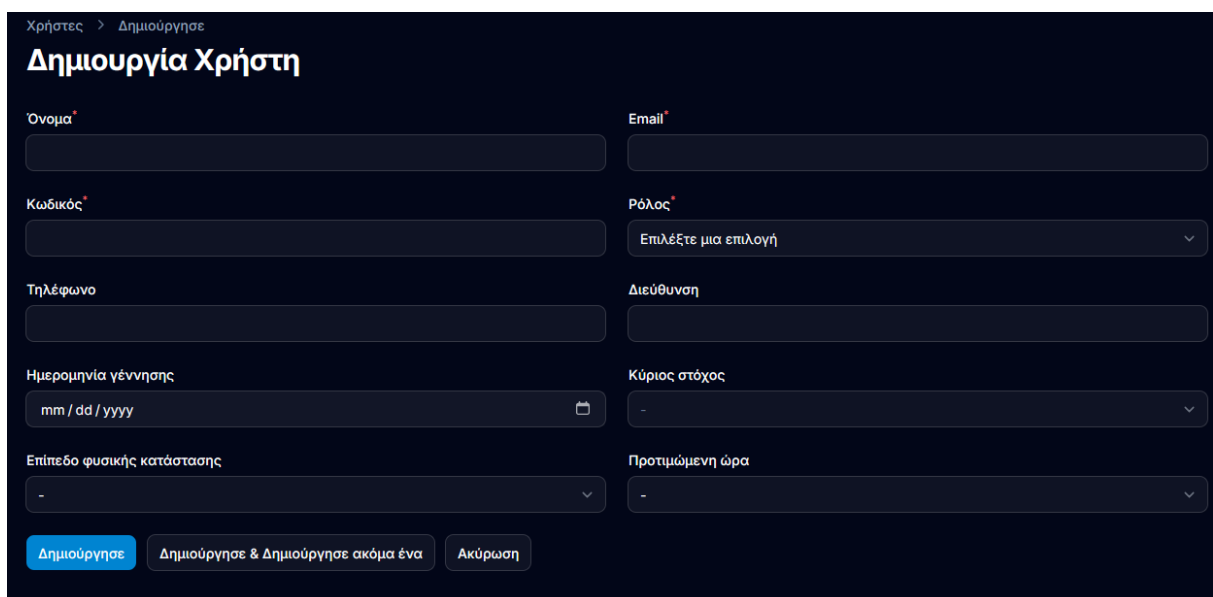 Χρήστες > Δημιούργησε
Δημιουργία Χρήστη
Όνομα* Email*
Κωδικός* Ρόλος*
Επιλέξτε μια επιλογή
Τηλέφωνο Διεύθυνση
Ημερομηνία γέννησης Κύριος στόχος
mm / dd / yyyy -
Επίπεδο φυσικής κατάστασης Προτιμώμενη ώρα
- -
Δημιούργησε Δημιούργησε & Δημιούργησε ακόμα ένα Ακύρωση